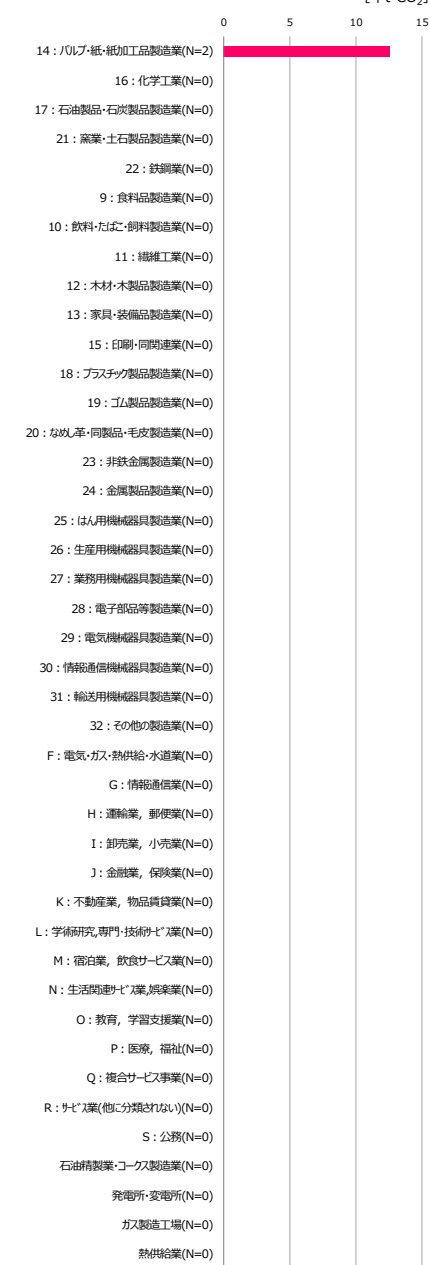 [千t-CO₂]
0 5 10 15
14：パルプ・紙・紙加工品製造業(N=2)
16：化学工業(N=0)
17：石油製品・石炭製品製造業(N=0)
21：窯業・土石製品製造業(N=0)
22：鉄鋼業(N=0)
9：食料品製造業(N=0)
10：飲料・たばこ・飼料製造業(N=0)
11：繊維工業(N=0)
12：木材・木製品製造業(N=0)
13：家具・装備品製造業(N=0)
15：印刷・同関連業(N=0)
18：プラスチック製品製造業(N=0)
19：ゴム製品製造業(N=0)
20：なめし革・同製品・毛皮製造業(N=0)
23：非鉄金属製造業(N=0)
24：金属製品製造業(N=0)
25：はん用機械器具製造業(N=0)
26：生産用機械器具製造業(N=0)
27：業務用機械器具製造業(N=0)
28：電子部品等製造業(N=0)
29：電気機械器具製造業(N=0)
30：情報通信機械器具製造業(N=0)
31：輸送用機械器具製造業(N=0)
32：その他の製造業(N=0)
F：電気・ガス・熱供給・水道業(N=0)
G：情報通信業(N=0)
H：運輸業，郵便業(N=0)
I：卸売業，小売業(N=0)
J：金融業，保険業(N=0)
K：不動産業，物品賃貸業(N=0)
L：学術研究,専門・技術ｻｰﾋﾞｽ業(N=0)
M：宿泊業，飲食サービス業(N=0)
N：生活関連ｻｰﾋﾞｽ業,娯楽業(N=0)
O：教育，学習支援業(N=0)
P：医療，福祉(N=0)
Q：複合サービス事業(N=0)
R：ｻｰﾋﾞｽ業(他に分類されない)(N=0)
S：公務(N=0)
石油精製業・コークス製造業(N=0)
発電所・変電所(N=0)
ガス製造工場(N=0)
熱供給業(N=0)